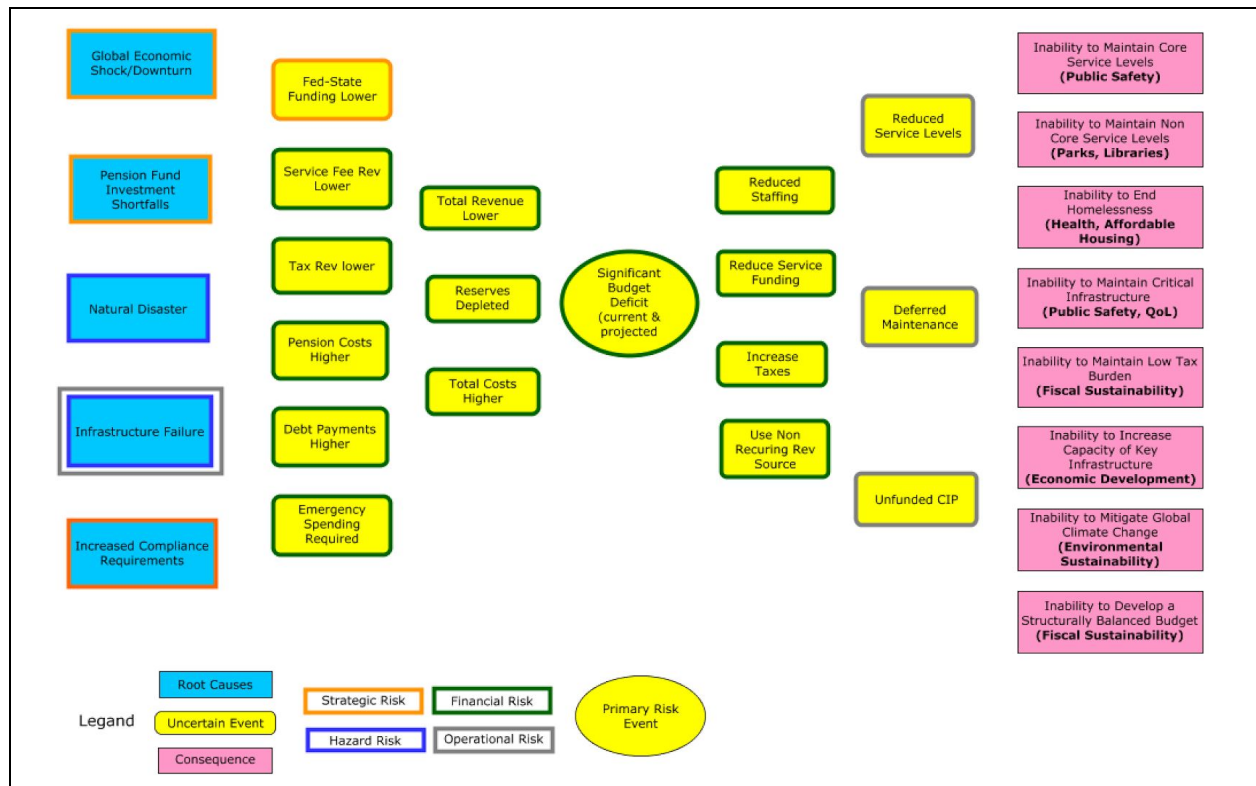 Global Economic
Shock/Downturn
Pension Fund
Investment
Shortfalls
Natural Disaster
Infrastructure Failure
Increased Compliance
Requirements
Fed-State
Funding Lower
Service Fee Rev
Lower
Tax Rev lower
Pension Costs
Higher
Debt Payments
Higher
Emergency
Spending
Required
Total Revenue
Lower
Reserves
Depleted
Total Costs
Higher
Significant
Budget
Deficit
(current &
projected
Reduced
Staffing
Reduce Service
Funding
Increase
Taxes
Use Non
Recuring Rev
Source
Reduced
Service Levels
Deferred
Maintenance
Unfunded CIP
Inability to Maintain Core
Service Levels
(Public Safety)
Inability to Maintain Non
Core Service Levels
(Parks, Libraries)
Inability to End
Homelessness
(Health, Affordable
Housing)
Inability to Maintain Critical
Infrastructure
(Public Safety, QoL)
Inability to Maintain Low Tax
Burden
(Fiscal Sustainability)
Inability to Increase
Capacity of Key
Infrastructure
(Economic Development)
Inability to Mitigate Global
Climate Change
(Environmental
Sustainability)
Inability to Develop a
Structurally Balanced Budget
(Fiscal Sustainability)
Legand
Root Causes
Uncertain Event
Consequence
Strategic Risk
Financial Risk
Hazard Risk
Operational Risk
Primary Risk
Event